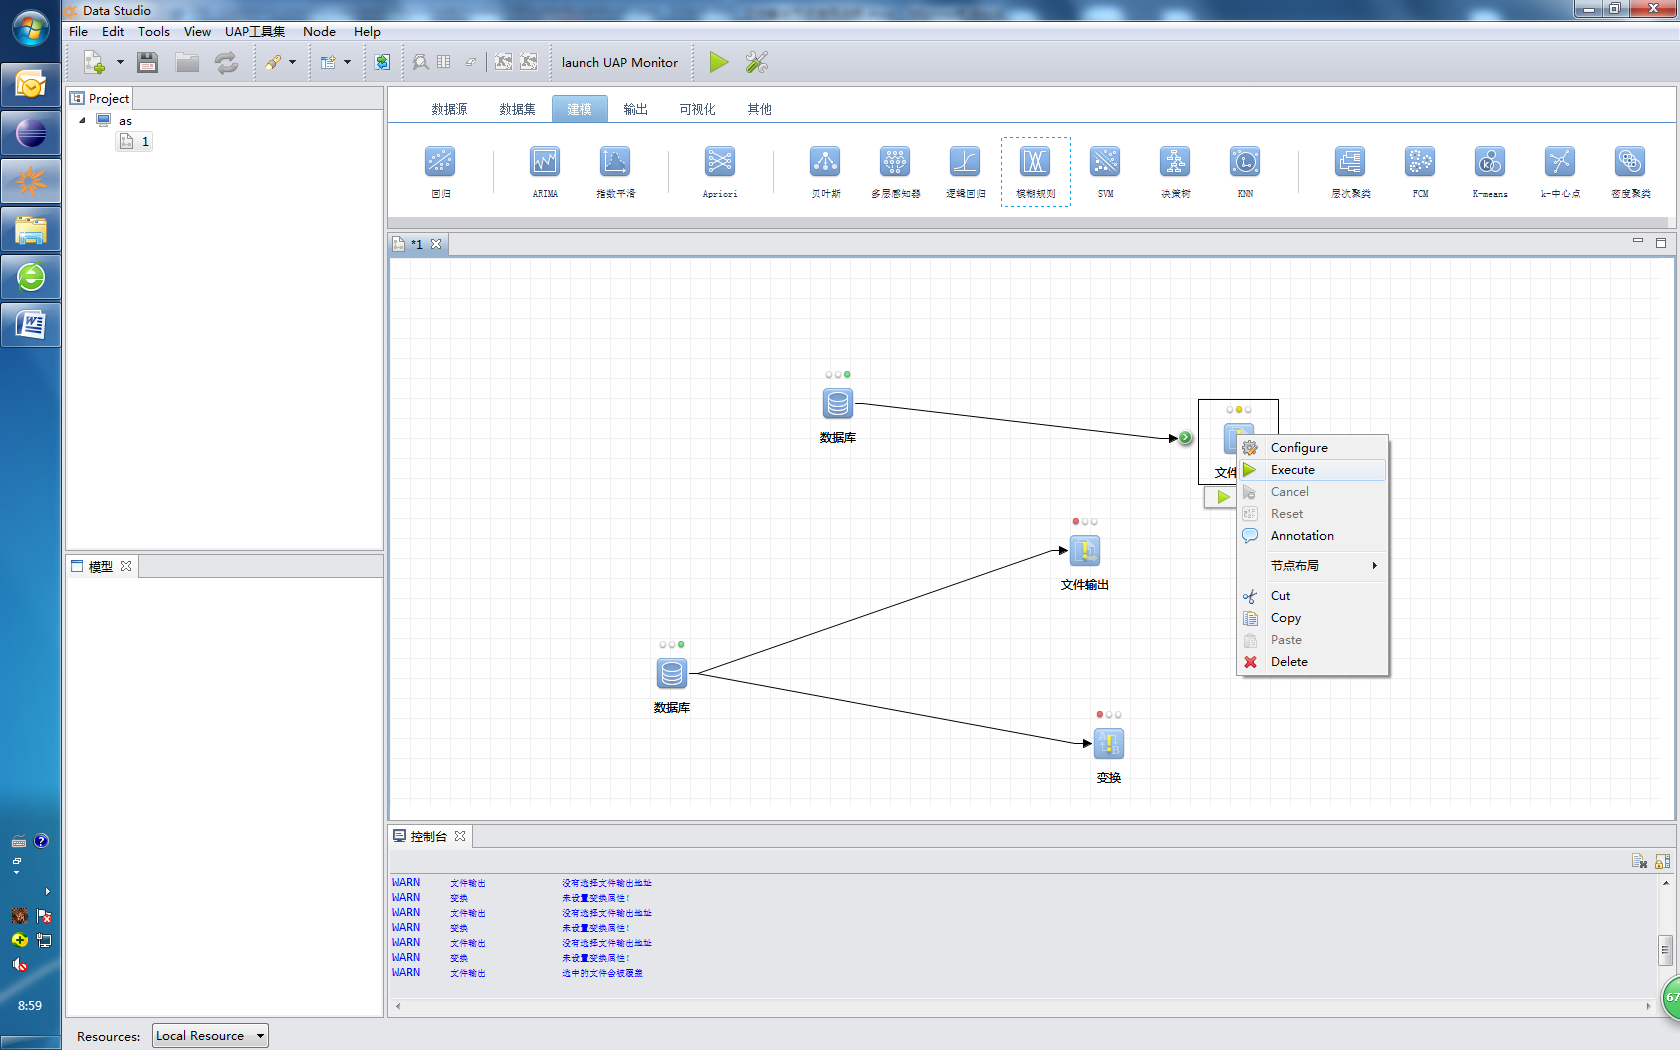 Data Studio
File Edit Tools View UAP工具集 Node Help
launch UAP Monitor
Project
as
1
数据源 数据集 建模 输出 可视化 其他
回归 ARIMA 指数平滑 Apriori 贝叶斯 多层感知器 逻辑回归 模糊规则 SVM 决策树 KNN 层次聚类 FCM K-means k-中心点 密度聚类
*1
数据库
文件
Configure
Execute
Cancel
Reset
Annotation
节点布局
Cut
Copy
Paste
Delete
文件输出
数据库
变换
模型
控制台
WARN 文件输出 没有选择文件输出地址
WARN 变换 未设置变换属性!
WARN 文件输出 没有选择文件输出地址
WARN 变换 未设置变换属性!
WARN 文件输出 没有选择文件输出地址
WARN 变换 未设置变换属性!
WARN 文件输出 选中的文件会被覆盖
8:59
67
Resources: Local Resource